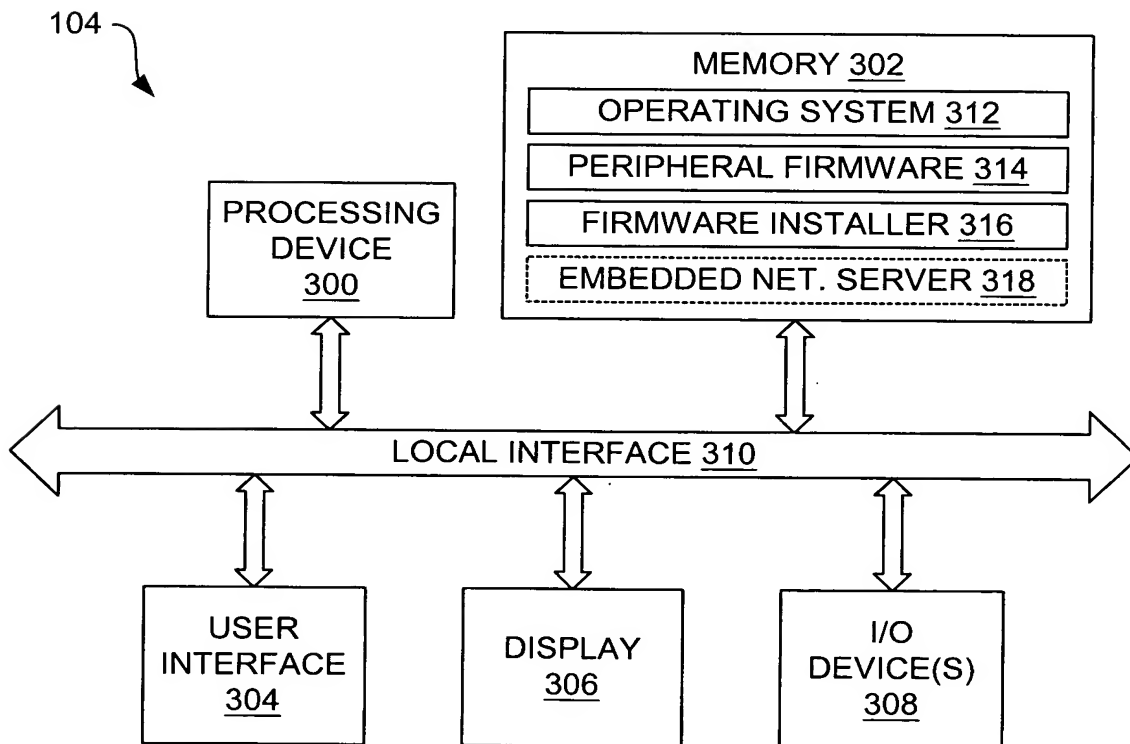 104
MEMORY 302
OPERATING SYSTEM 312
PERIPHERAL FIRMWARE 314
FIRMWARE INSTALLER 316
EMBEDDED NET. SERVER 318
PROCESSING
DEVICE
300
LOCAL INTERFACE 310
USER
INTERFACE
304
DISPLAY
306
I/O
DEVICE(S)
308